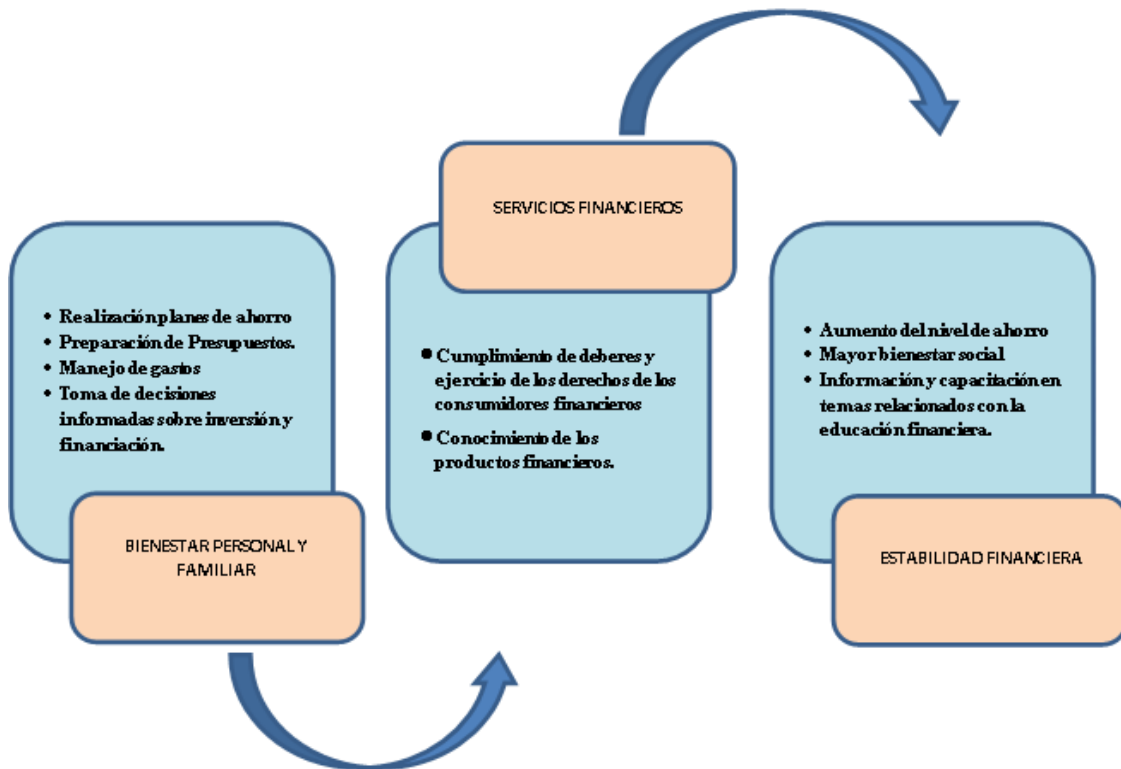 • Realización planes de ahorro
• Preparación de Presupuestos.
• Manejo de gastos
• Toma de decisiones
informadas sobre inversión y
financiación.
BIENESTAR PERSONAL Y
FAMILIAR
SERVICIOS FINANCIEROS
• Cumplimiento de deberes y
ejercicio de los derechos de los
consumidores financieros
• Conocimiento de los
productos financieros.
• Aumento del nivel de ahorro
• Mayor bienestar social
• Información y capacitación en
temas relacionados con la
educación financiera.
ESTABILIDAD FINANCIERA